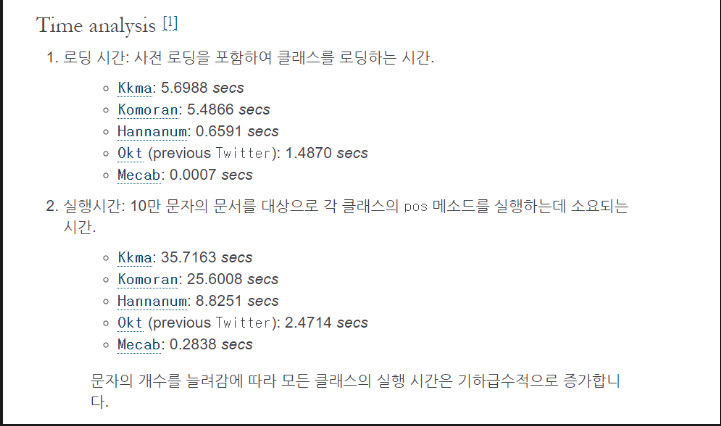 Time analysis [1]
1. 로딩 시간: 사전 로딩을 포함하여 클래스를 로딩하는 시간.
◦ Kkma: 5.6988 secs
◦ Komoran: 5.4866 secs
◦ Hannanum: 0.6591 secs
◦ Okt (previous Twitter): 1.4870 secs
◦ Mecab: 0.0007 secs
2. 실행시간: 10만 문자의 문서를 대상으로 각 클래스의 pos 메소드를 실행하는데 소요되는
시간.
◦ Kkma: 35.7163 secs
◦ Komoran: 25.6008 secs
◦ Hannanum: 8.8251 secs
◦ Okt (previous Twitter): 2.4714 secs
◦ Mecab: 0.2838 secs
문자의 개수를 늘려감에 따라 모든 클래스의 실행 시간은 기하급수적으로 증가합니
다.